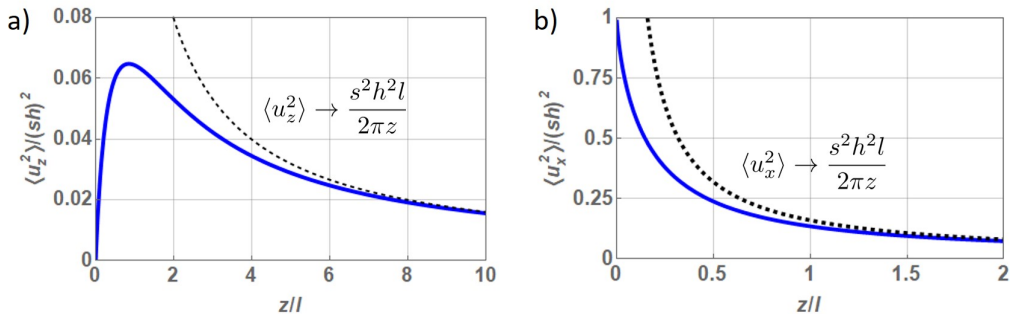 a)
⟨u_z^2⟩/(sh)^2
0.08
0.06
0.04
0.02
0
⟨u_z^2⟩ → s^2h^2l/2πz
0 2 4 6 8 10
z/l
b)
⟨u_x^2⟩/(sh)^2
1
0.75
0.5
0.25
0
⟨u_x^2⟩ → s^2h^2l/2πz
0 0.5 1 1.5 2
z/l